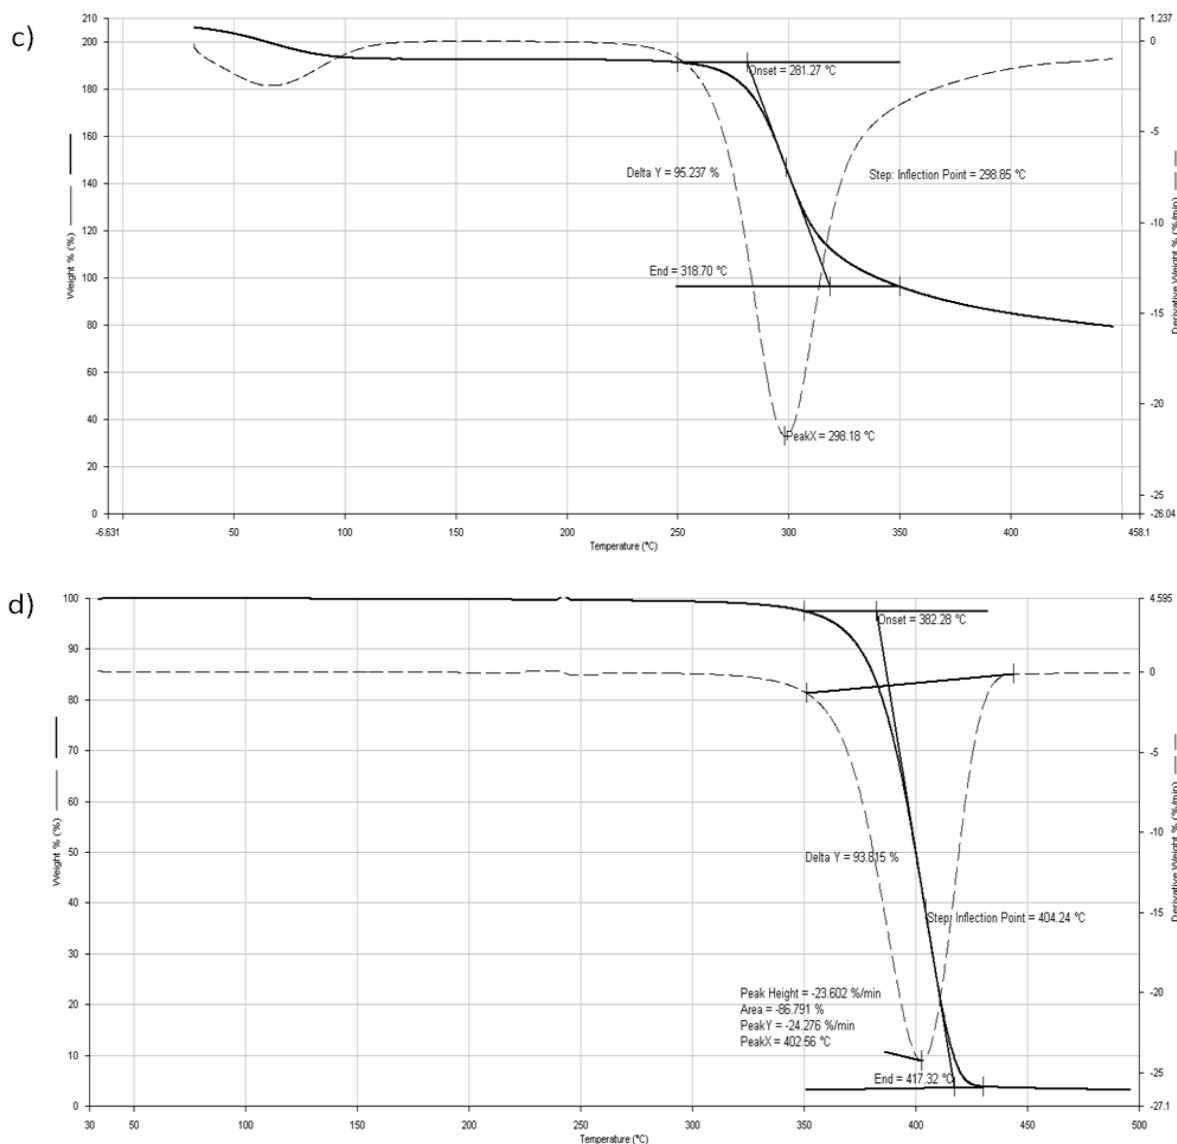 c)
210
200
180
160
140
120
100
80
60
40
20
0
Weight % (%)
1.237
0
-5
-10
-15
-20
-25
-26.04
Derivative Weight % (%/min)
Onset = 281.27 °C
Delta Y = 95.237 %
Step: Inflection Point = 298.85 °C
End = 318.70 °C
PeakX = 298.18 °C
-6.631 50 100 150 200 250 300 350 400 458.1
Temperature (°C)
d)
100
90
80
70
60
50
40
30
20
10
0
Weight % (%)
4.595
0
-5
-10
-15
-20
-25
-27.1
Derivative Weight % (%/min)
Onset = 382.28 °C
Delta Y = 93.815 %
Step: Inflection Point = 404.24 °C
Peak Height = -23.602 %/min
Area = -86.791 %
PeakY = -24.276 %/min
PeakX = 402.56 °C
End = 417.32 °C
30 50 100 150 200 250 300 350 400 450 500
Temperature (°C)